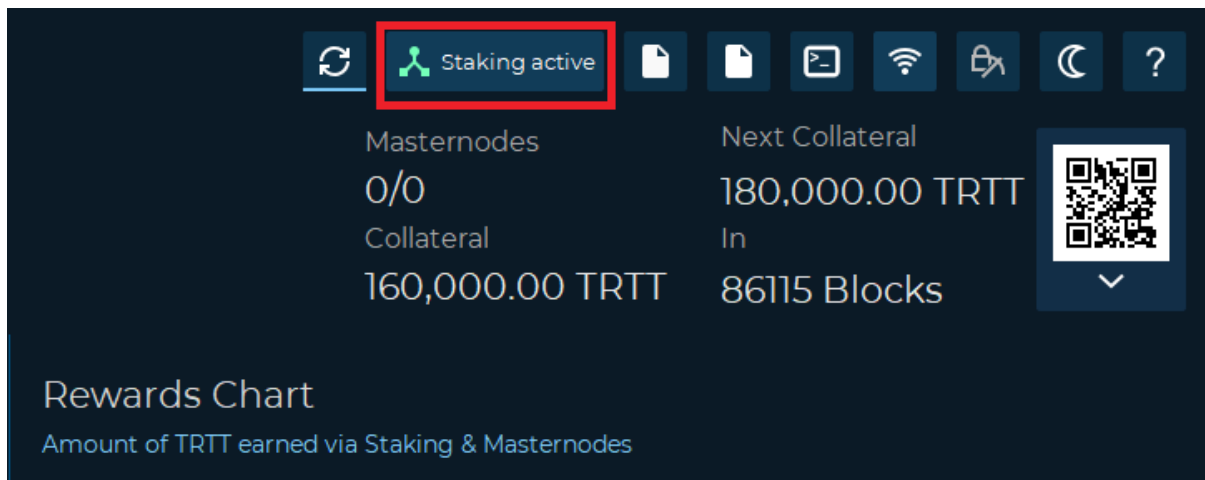 Staking active
?
Masternodes
0/0
Collateral
160,000.00 TRTT
Next Collateral
180,000.00 TRTT
In
86115 Blocks
Rewards Chart
Amount of TRTT earned via Staking & Masternodes